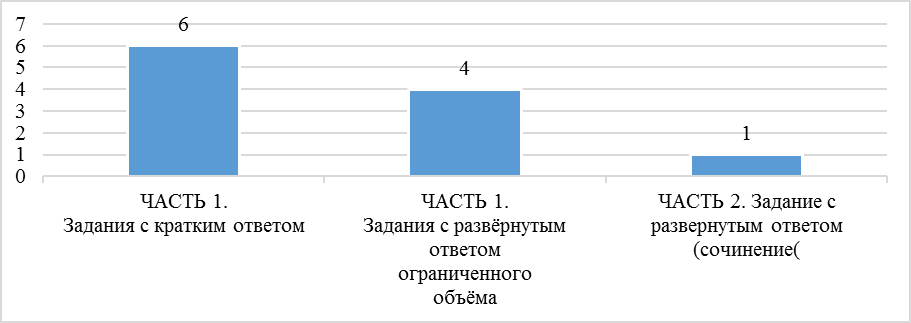 7
6
5
4
3
2
1
0
6
4
1
ЧАСТЬ 1.
Задания с кратким ответом
ЧАСТЬ 1.
Задания с развёрнутым
ответом
ограниченного
объёма
ЧАСТЬ 2. Задание с
развернутым ответом
(сочинение(